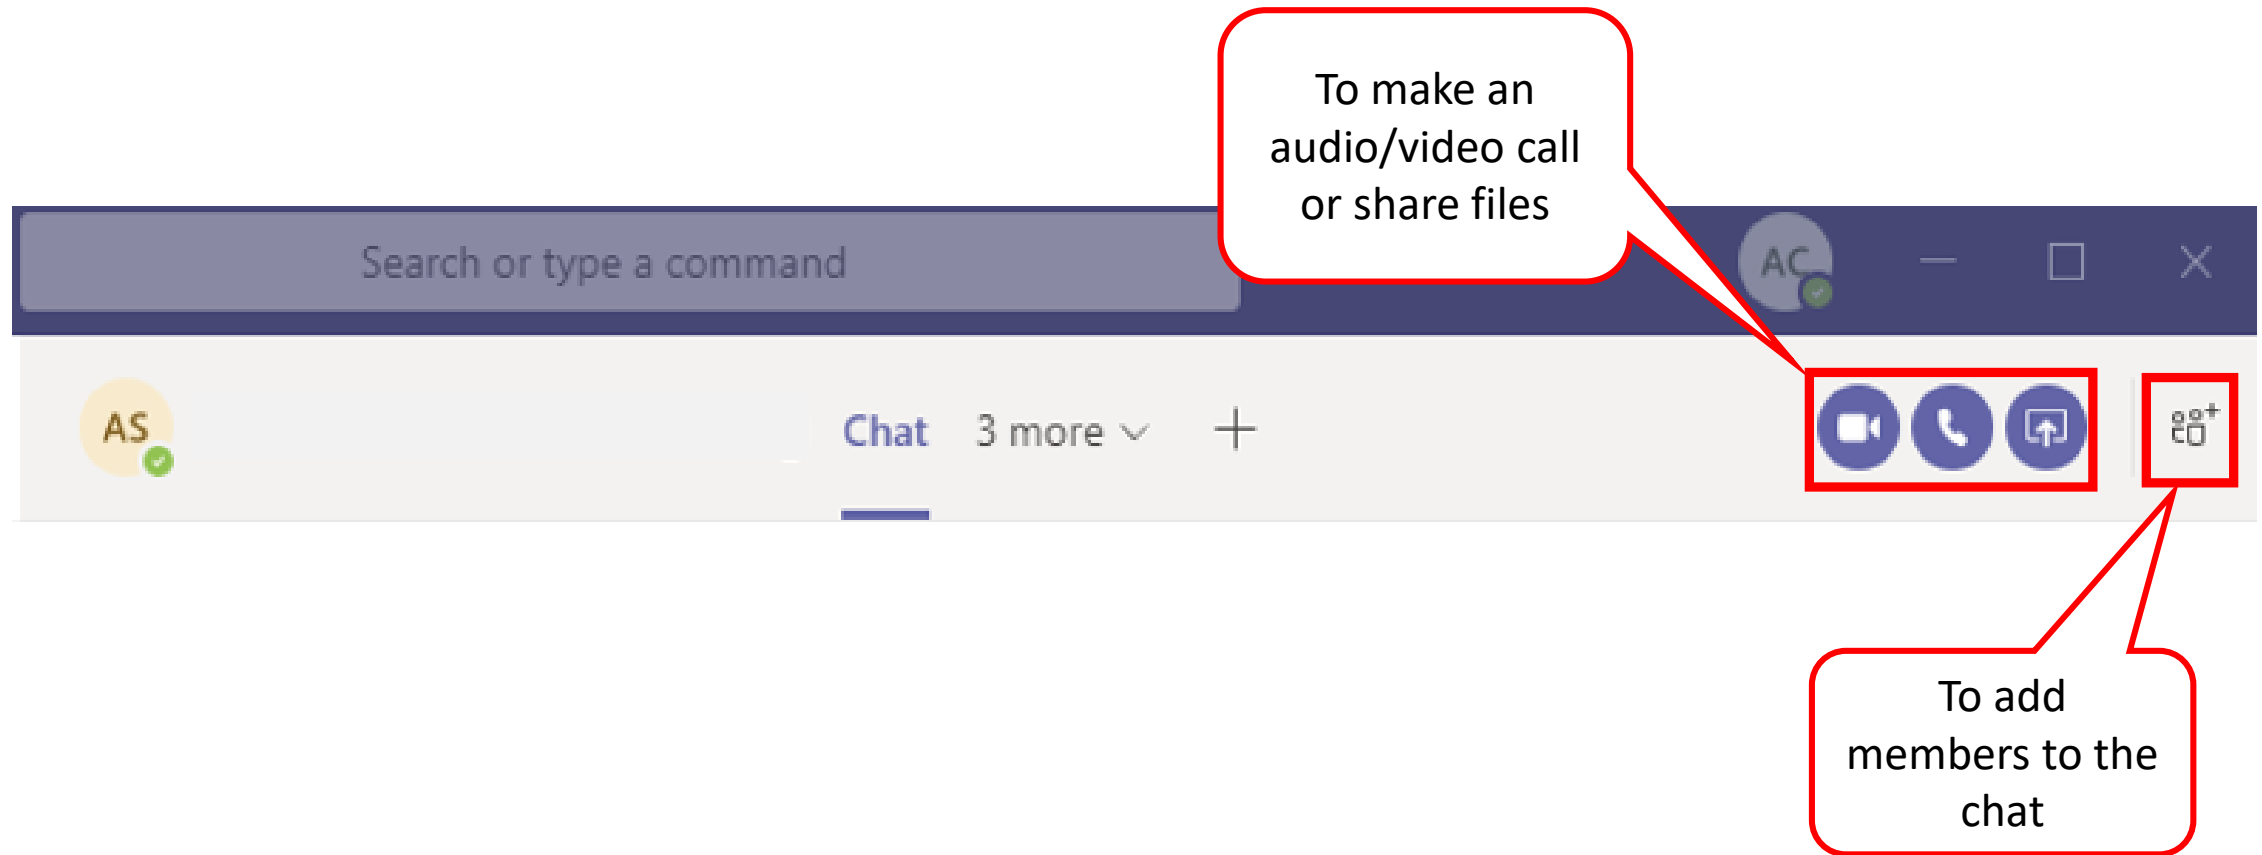 To make an
audio/video call
or share files
Search or type a command
AC
AS
Chat 3 more
To add
members to the
chat